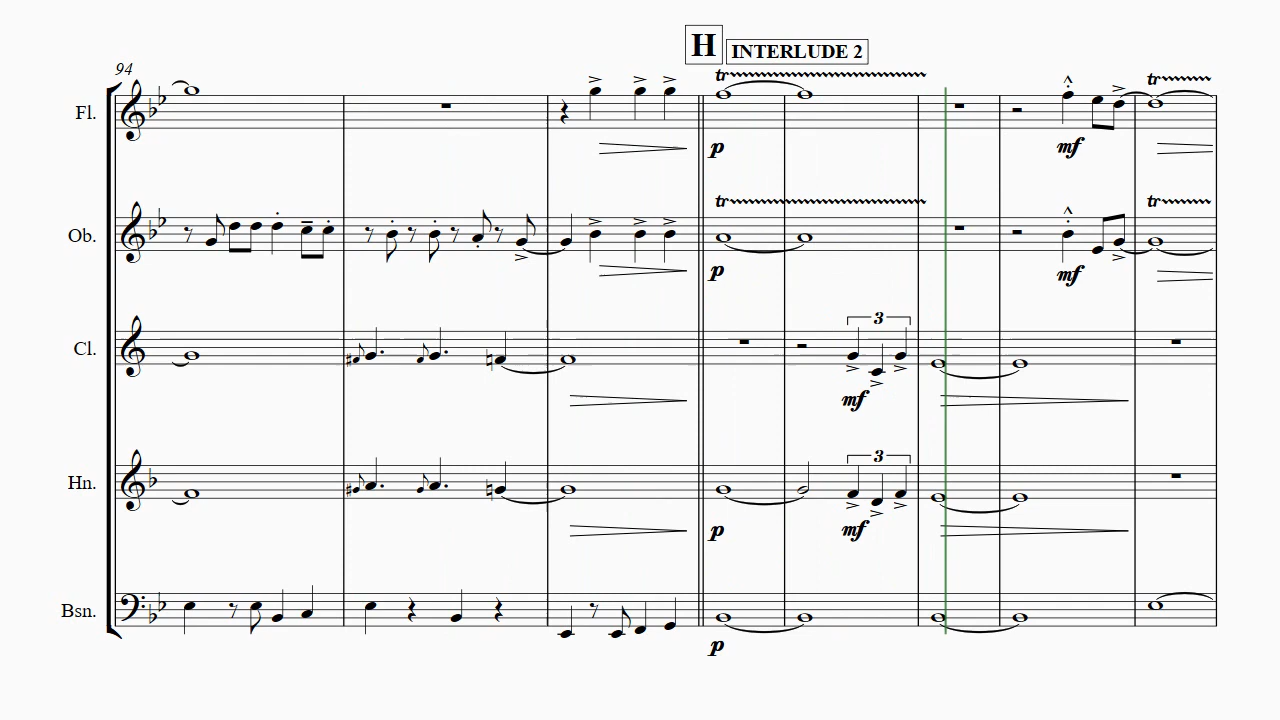 H INTERLUDE 2
94
tr tr
Fl.
p mf
tr tr
Ob.
p mf
3
Cl.
mf
3
Hn.
p mf
Bsn.
p